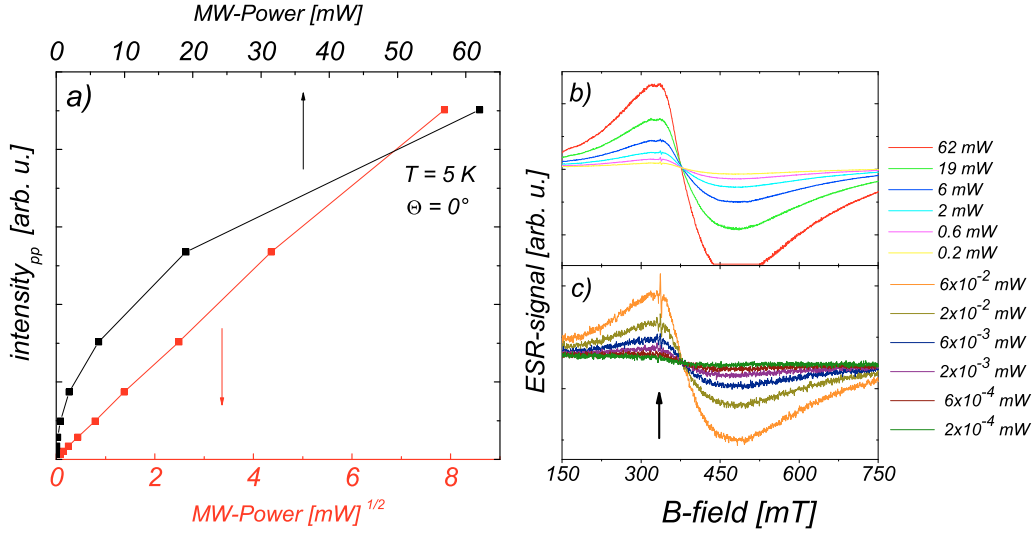 MW-Power [mW]
0 10 20 30 40 50 60
a)
intensity_pp [arb. u.]
T = 5 K
Θ = 0°
0 2 4 6 8
MW-Power [mW]^1/2
b)
c)
ESR-signal [arb. u.]
150 300 450 600 750
B-field [mT]
62 mW
19 mW
6 mW
2 mW
0.6 mW
0.2 mW
6x10^-2 mW
2x10^-2 mW
6x10^-3 mW
2x10^-3 mW
6x10^-4 mW
2x10^-4 mW